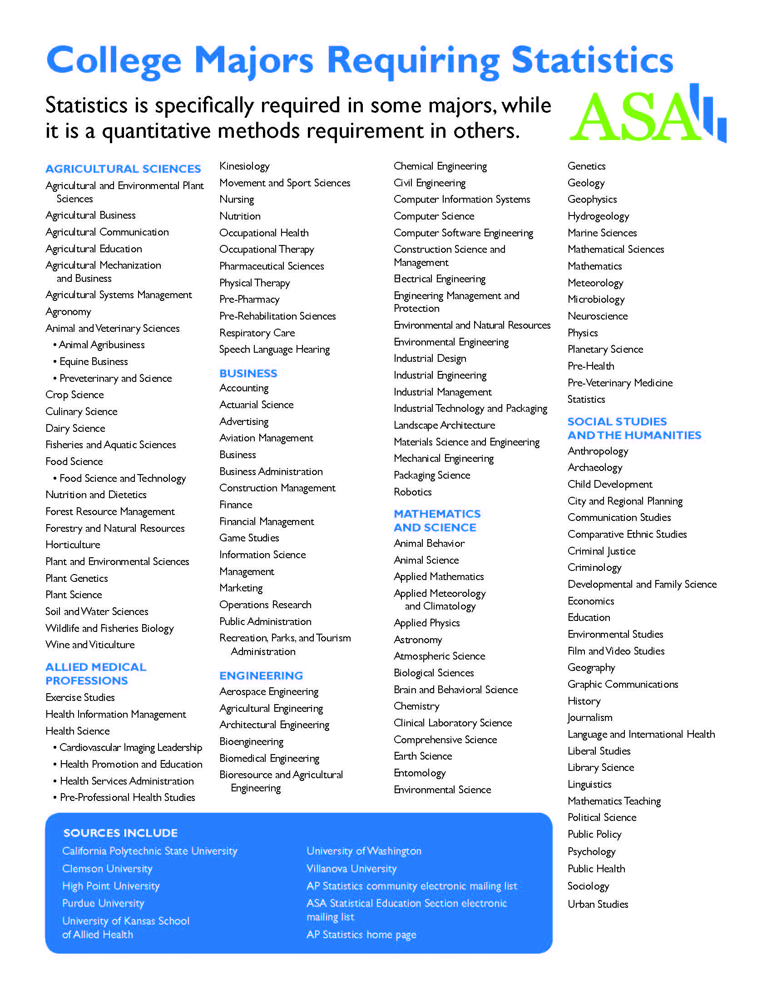 College Majors Requiring Statistics
Statistics is specifically required in some majors, while
it is a quantitative methods requirement in others.
ASA
AGRICULTURAL SCIENCES
Agricultural and Environmental Plant
Sciences
Agricultural Business
Agricultural Communication
Agricultural Education
Agricultural Mechanization
and Business
Agricultural Systems Management
Agronomy
Animal and Veterinary Sciences
• Animal Agribusiness
• Equine Business
• Preveterinary and Science
Crop Science
Culinary Science
Dairy Science
Fisheries and Aquatic Sciences
Food Science
• Food Science and Technology
Nutrition and Dietetics
Forest Resource Management
Forestry and Natural Resources
Horticulture
Plant and Environmental Sciences
Plant Genetics
Plant Science
Soil and Water Sciences
Wildlife and Fisheries Biology
Wine and Viticulture
ALLIED MEDICAL
PROFESSIONS
Exercise Studies
Health Information Management
Health Science
• Cardiovascular Imaging Leadership
• Health Promotion and Education
• Health Services Administration
• Pre-Professional Health Studies
Kinesiology
Movement and Sport Sciences
Nursing
Nutrition
Occupational Health
Occupational Therapy
Pharmaceutical Sciences
Physical Therapy
Pre-Pharmacy
Pre-Rehabilitation Sciences
Respiratory Care
Speech Language Hearing
BUSINESS
Accounting
Actuarial Science
Advertising
Aviation Management
Business
Business Administration
Construction Management
Finance
Financial Management
Game Studies
Information Science
Management
Marketing
Operations Research
Public Administration
Recreation, Parks, and Tourism
Administration
ENGINEERING
Aerospace Engineering
Agricultural Engineering
Architectural Engineering
Bioengineering
Biomedical Engineering
Bioresource and Agricultural
Engineering
Chemical Engineering
Civil Engineering
Computer Information Systems
Computer Science
Computer Software Engineering
Construction Science and
Management
Electrical Engineering
Engineering Management and
Protection
Environmental and Natural Resources
Environmental Engineering
Industrial Design
Industrial Engineering
Industrial Management
Industrial Technology and Packaging
Landscape Architecture
Materials Science and Engineering
Mechanical Engineering
Packaging Science
Robotics
MATHEMATICS
AND SCIENCE
Animal Behavior
Animal Science
Applied Mathematics
Applied Meteorology
and Climatology
Applied Physics
Astronomy
Atmospheric Science
Biological Sciences
Brain and Behavioral Science
Chemistry
Clinical Laboratory Science
Comprehensive Science
Earth Science
Entomology
Environmental Science
Genetics
Geology
Geophysics
Hydrogeology
Marine Sciences
Mathematical Sciences
Mathematics
Meteorology
Microbiology
Neuroscience
Physics
Planetary Science
Pre-Health
Pre-Veterinary Medicine
Statistics
SOCIAL STUDIES
AND THE HUMANITIES
Anthropology
Archaeology
Child Development
City and Regional Planning
Communication Studies
Comparative Ethnic Studies
Criminal Justice
Criminology
Developmental and Family Science
Economics
Education
Environmental Studies
Film and Video Studies
Geography
Graphic Communications
History
Journalism
Language and International Health
Liberal Studies
Library Science
Linguistics
Mathematics Teaching
Political Science
Public Policy
Psychology
Public Health
Sociology
Urban Studies
SOURCES INCLUDE
California Polytechnic State University
Clemson University
High Point University
Purdue University
University of Kansas School
of Allied Health
University of Washington
Villanova University
AP Statistics community electronic mailing list
ASA Statistical Education Section electronic
mailing list
AP Statistics home page